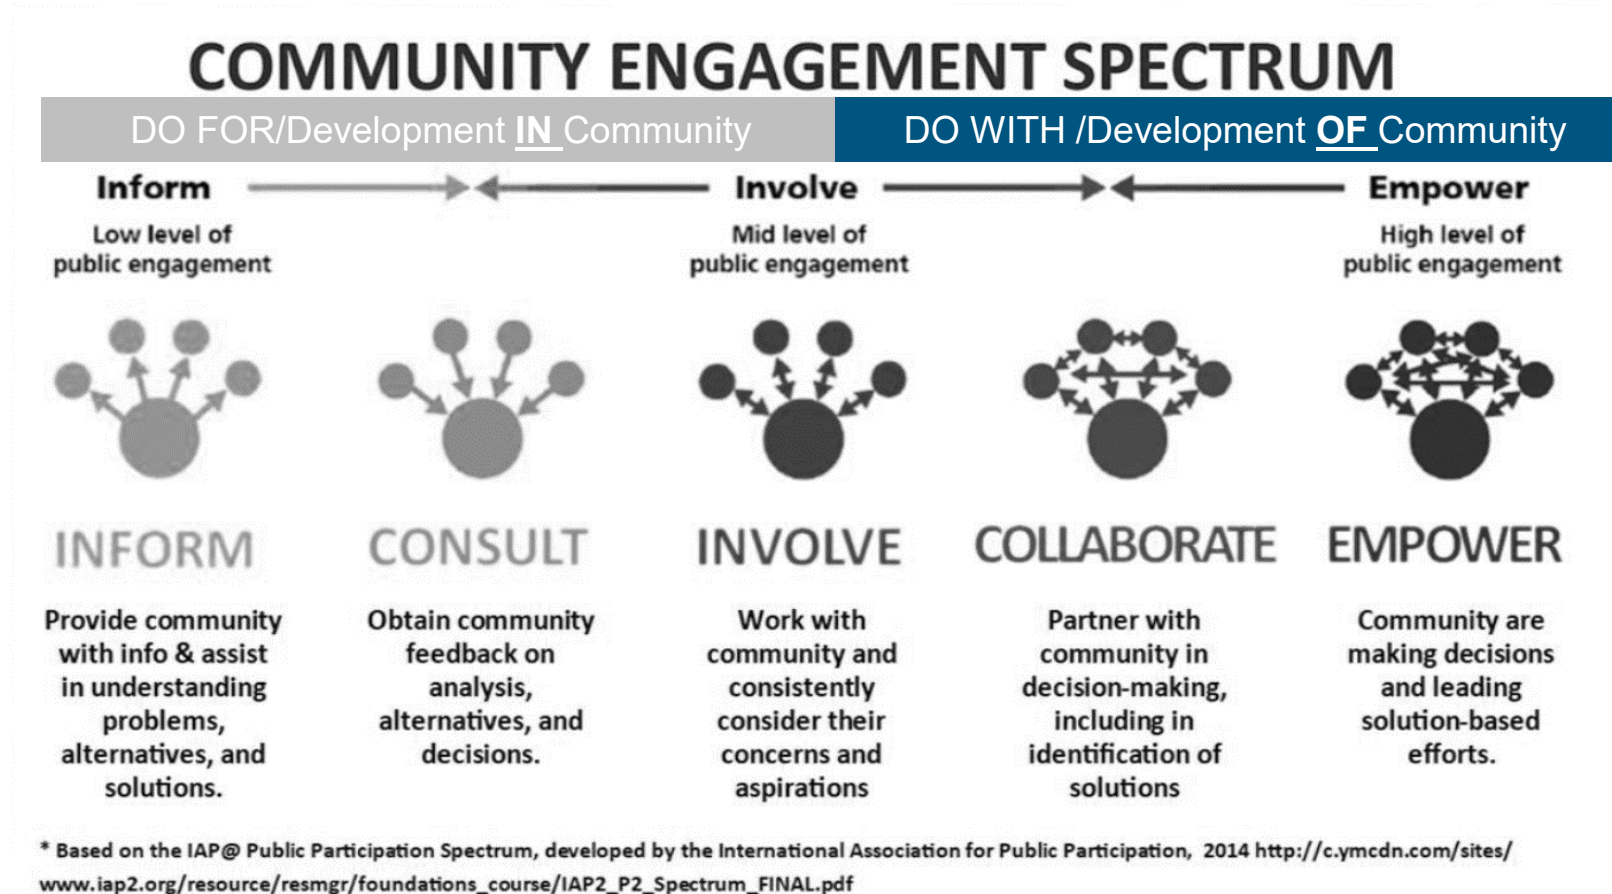 COMMUNITY ENGAGEMENT SPECTRUM
DO FOR/Development IN Community
DO WITH /Development OF Community
Inform
Low level of
public engagement
Involve
Mid level of
public engagement
Empower
High level of
public engagement
INFORM
Provide community
with info & assist
in understanding
problems,
alternatives, and
solutions.
CONSULT
Obtain community
feedback on
analysis,
alternatives, and
decisions.
INVOLVE
Work with
community and
consistently
consider their
concerns and
aspirations
COLLABORATE
Partner with
community in
decision-making,
including in
identification of
solutions
EMPOWER
Community are
making decisions
and leading
solution-based
efforts.
* Based on the IAP@ Public Participation Spectrum, developed by the International Association for Public Participation, 2014 http://c.ymcdn.com/sites/
www.iap2.org/resource/resmgr/foundations_course/IAP2_P2_Spectrum_FINAL.pdf